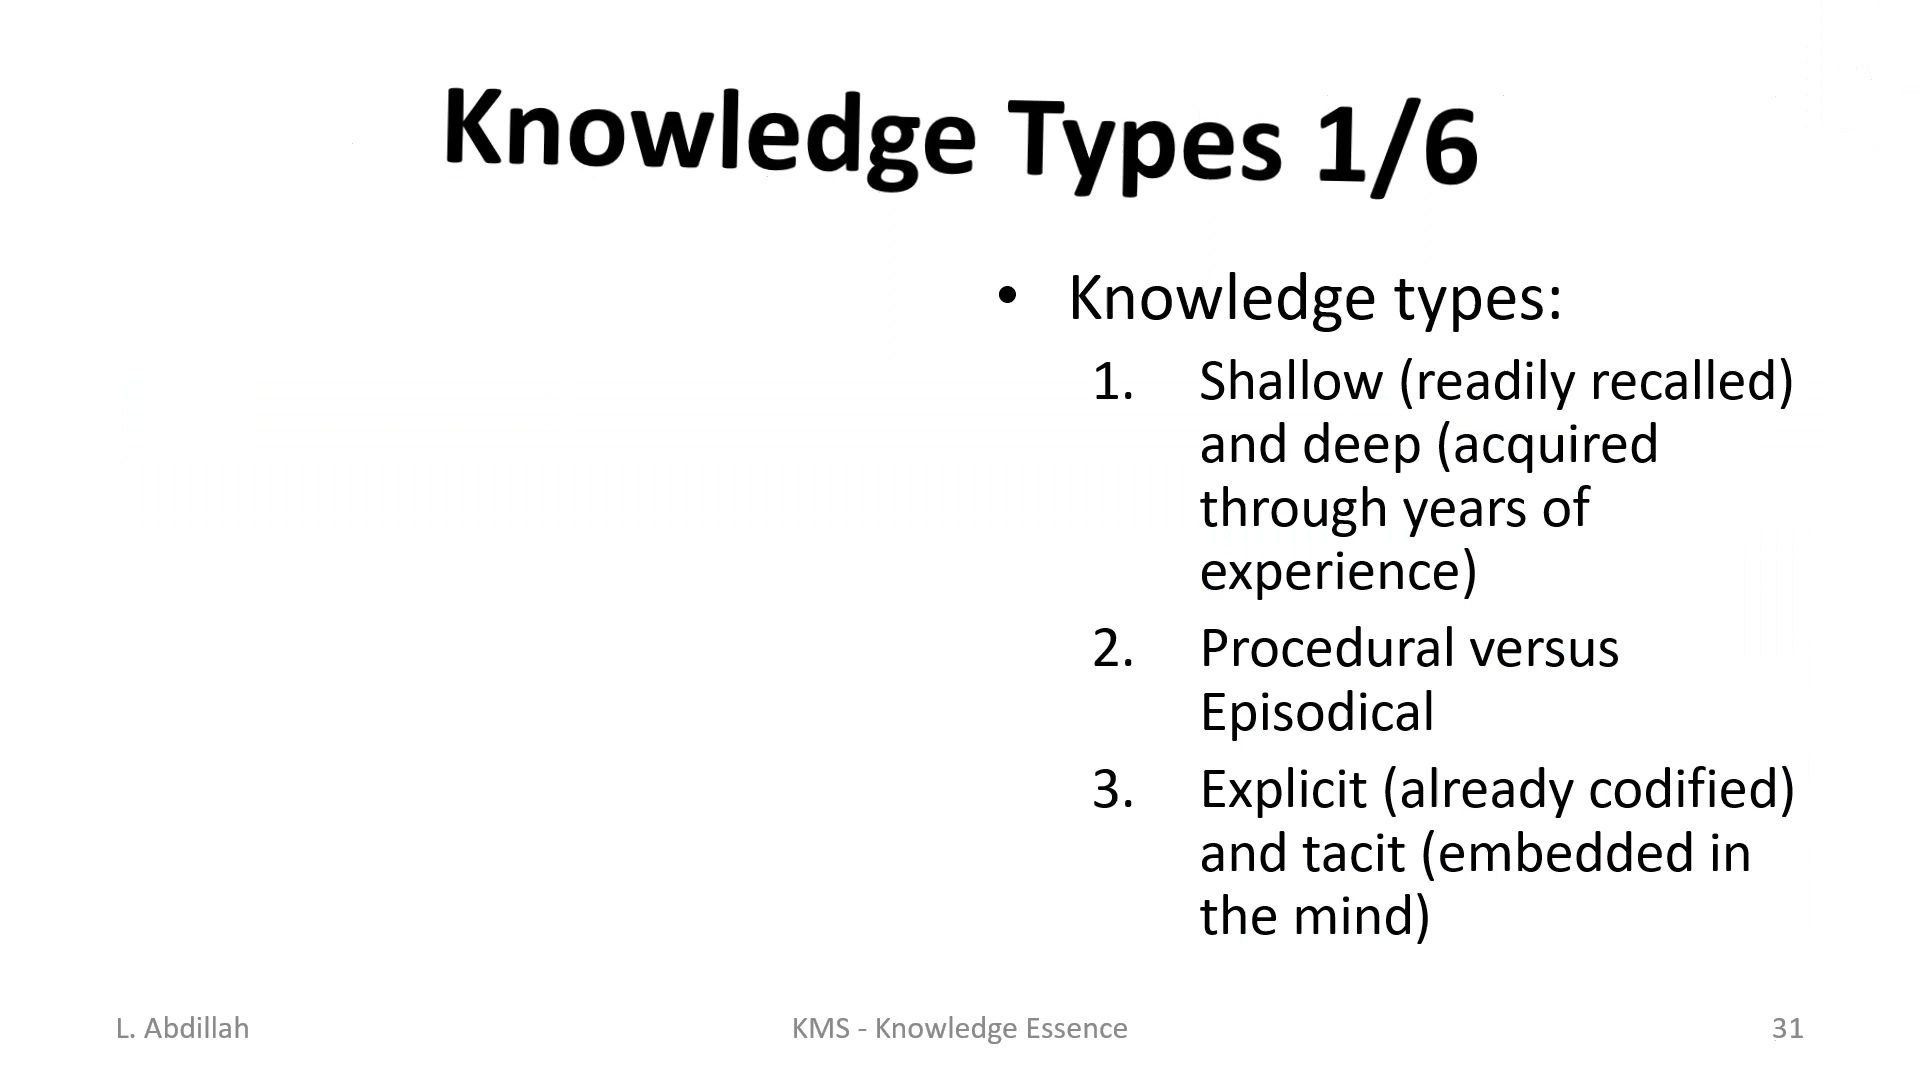 Knowledge Types 1/6
• Knowledge types:
1. Shallow (readily recalled)
and deep (acquired
through years of
experience)
2. Procedural versus
Episodical
3. Explicit (already codified)
and tacit (embedded in
the mind)
L. Abdillah
KMS - Knowledge Essence
31